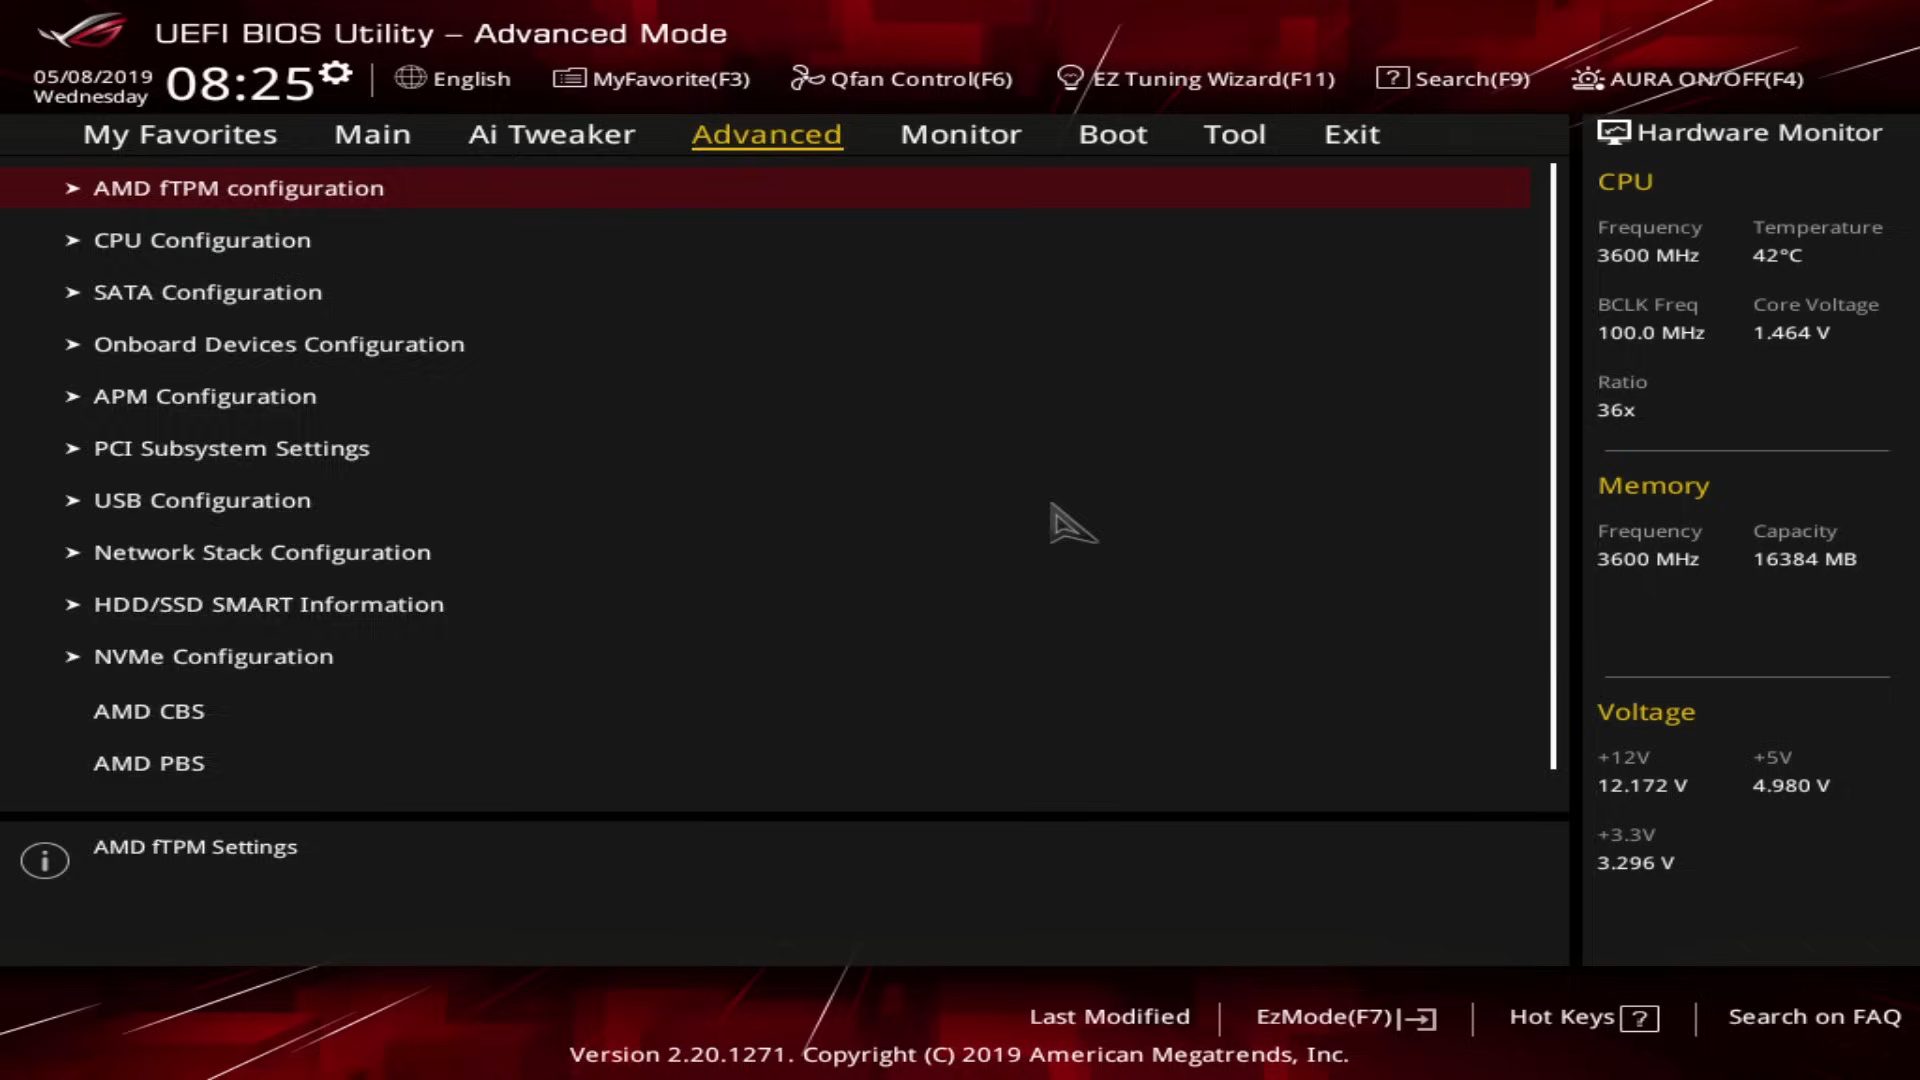 UEFI BIOS Utility – Advanced Mode
05/08/2019
Wednesday
08:25
English
MyFavorite(F3)
Qfan Control(F6)
EZ Tuning Wizard(F11)
Search(F9)
AURA ON/OFF(F4)
My Favorites Main Ai Tweaker Advanced Monitor Boot Tool Exit
AMD fTPM configuration
CPU Configuration
SATA Configuration
Onboard Devices Configuration
APM Configuration
PCI Subsystem Settings
USB Configuration
Network Stack Configuration
HDD/SSD SMART Information
NVMe Configuration
AMD CBS
AMD PBS
AMD fTPM Settings
Hardware Monitor
CPU
Frequency Temperature
3600 MHz 42°C
BCLK Freq Core Voltage
100.0 MHz 1.464 V
Ratio
36x
Memory
Frequency Capacity
3600 MHz 16384 MB
Voltage
+12V +5V
12.172 V 4.980 V
+3.3V
3.296 V
Last Modified EzMode(F7) Hot Keys ? Search on FAQ
Version 2.20.1271. Copyright (C) 2019 American Megatrends, Inc.